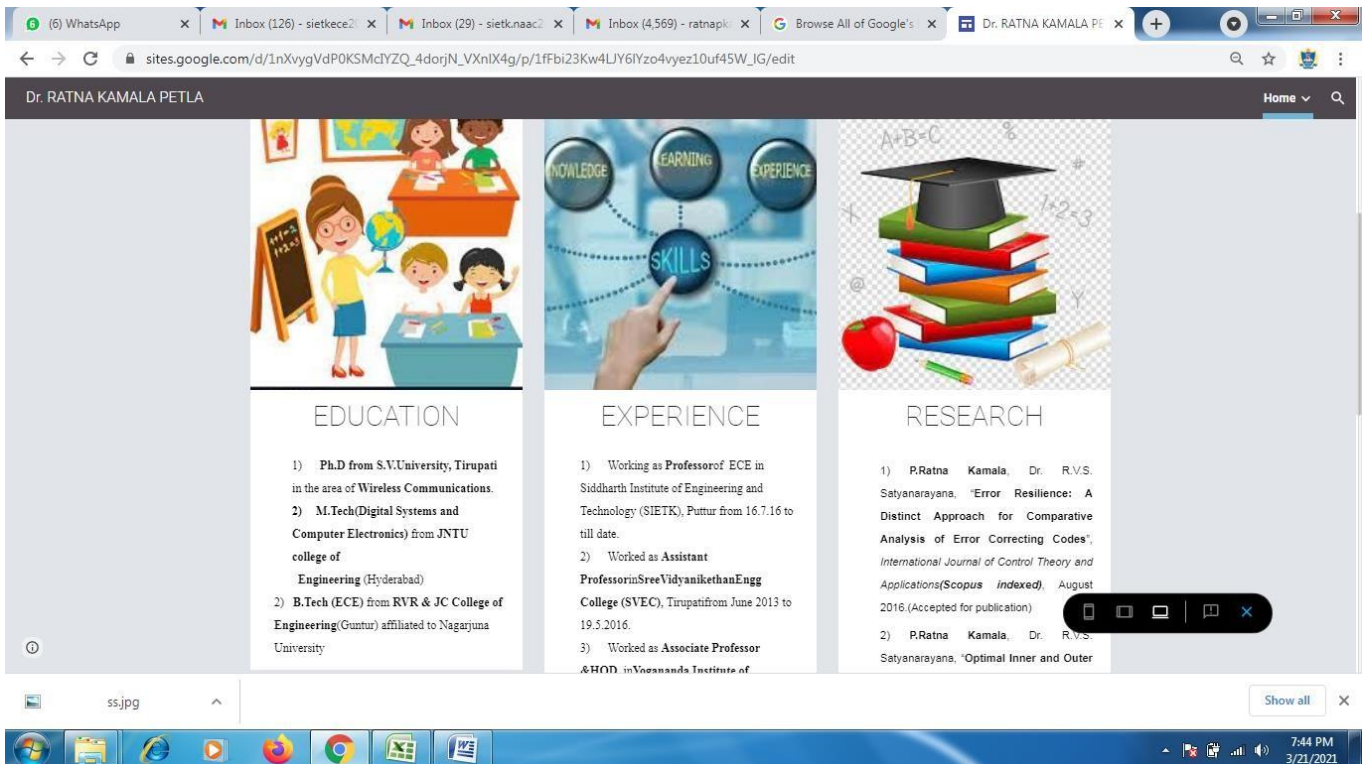 (6) WhatsApp
Inbox (126) - sietkece2
Inbox (29) - sietk.naac2
Inbox (4,569) - ratnapk
Browse All of Google's
Dr. RATNA KAMALA PE
sites.google.com/d/1nXvygVdP0KSMcIYZQ_4dorjN_VXnIX4g/p/1fFbi23Kw4LJY6IYzo4vyez10uf45W_IG/edit
Dr. RATNA KAMALA PETLA
Home
KNOWLEDGE
LEARNING
EXPERIENCE
SKILLS
A+B=C
%
#
1+2=3
@
Y
EDUCATION
1) Ph.D from S.V.University, Tirupati
in the area of Wireless Communications.
2) M.Tech(Digital Systems and
Computer Electronics) from JNTU
college of
Engineering (Hyderabad)
2) B.Tech (ECE) from RVR & JC College of
Engineering(Guntur) affiliated to Nagarjuna
University
EXPERIENCE
1) Working as Professorof ECE in
Siddharth Institute of Engineering and
Technology (SIETK), Puttur from 16.7.16 to
till date.
2) Worked as Assistant
ProfessorinSreeVidyanikethanEngg
College (SVEC), Tirupatifrom June 2013 to
19.5.2016.
3) Worked as Associate Professor
&HOD inYogananda Institute of
RESEARCH
1) P.Ratna Kamala, Dr. R.V.S.
Satyanarayana, "Error Resilience: A
Distinct Approach for Comparative
Analysis of Error Correcting Codes",
International Journal of Control Theory and
Applications(Scopus indexed), August
2016.(Accepted for publication)
2) P.Ratna Kamala, Dr. R.V.S.
Satyanarayana, "Optimal Inner and Outer
ss.jpg
Show all
7:44 PM
3/21/2021